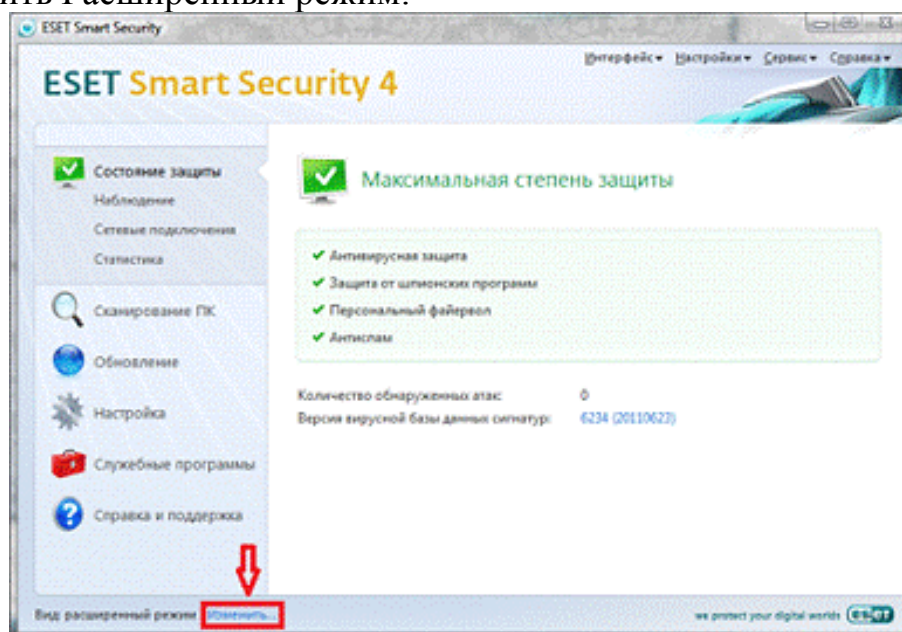 ить Расширенный режим.
ESET Smart Security
Интерфейс Настройки Сервис Справка
ESET Smart Security 4
Состояние защиты
Наблюдение
Сетевые подключения
Статистика
Сканирование ПК
Обновление
Настройка
Служебные программы
Справка и поддержка
Максимальная степень защиты
Антивирусная защита
Защита от шпионских программ
Персональный файервол
Антиспам
Количество обнаруженных атак: 0
Версия вирусной базы данных сигнатур: 6234 (20110623)
Вид: расширенный режим Изменить...
we protect your digital worlds eset